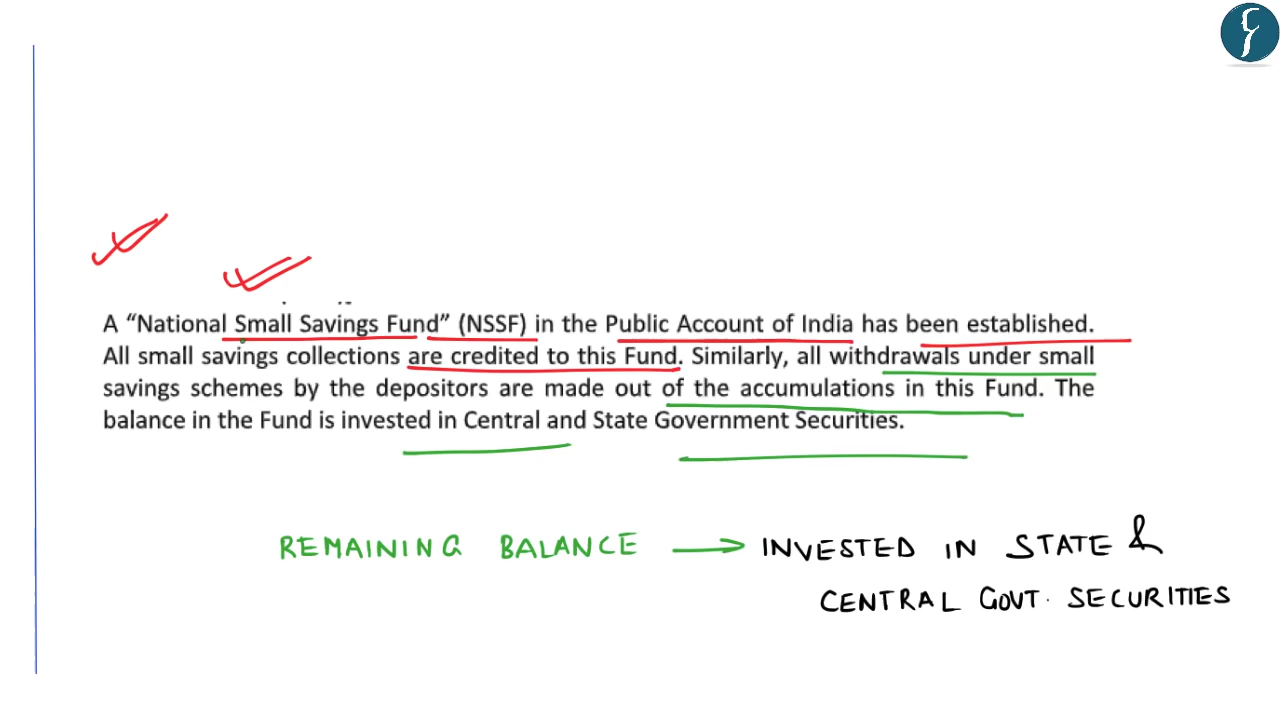 A “National Small Savings Fund” (NSSF) in the Public Account of India has been established.
All small savings collections are credited to this Fund. Similarly, all withdrawals under small
savings schemes by the depositors are made out of the accumulations in this Fund. The
balance in the Fund is invested in Central and State Government Securities.
REMAINING BALANCE → INVESTED IN STATE &
CENTRAL GOVT. SECURITIES